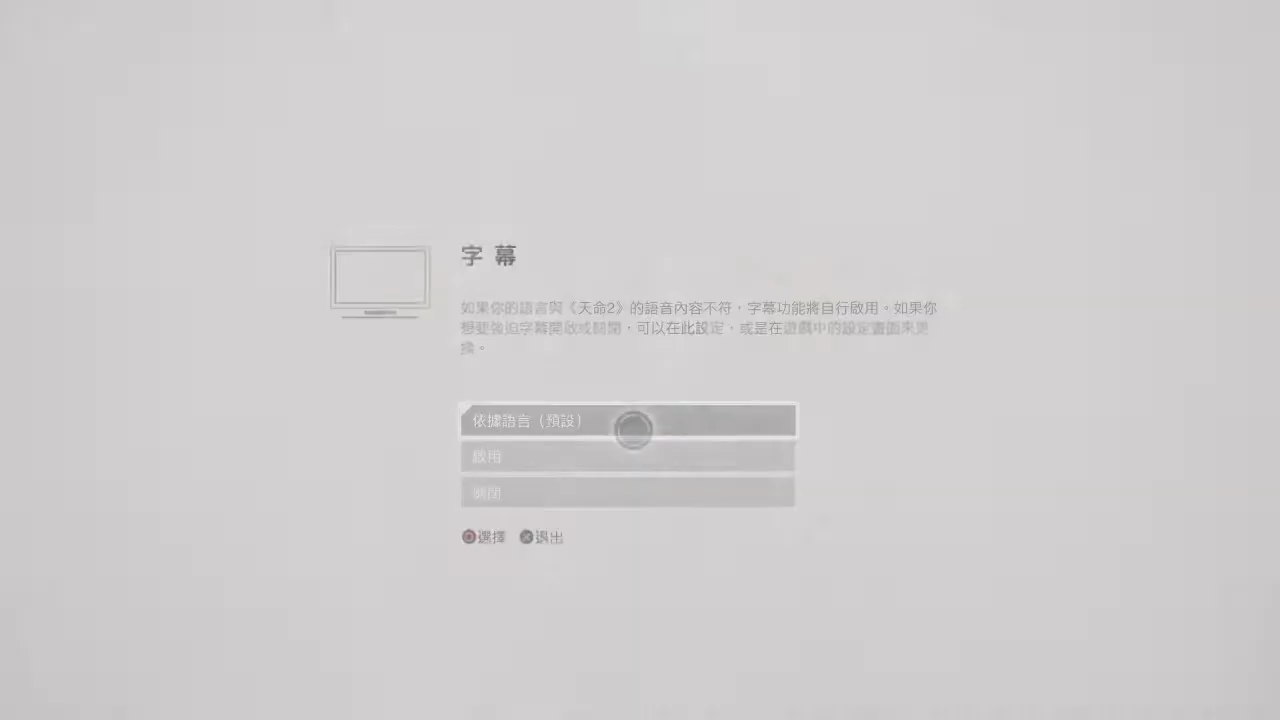 字幕
如果你的語言與《天命2》的語音內容不符，字幕功能將自行啟用。如果你
想要強迫字幕開啟或關閉，可以在此設定，或是在遊戲中的設定畫面來更
換。
依據語言（預設）
啟用
關閉
選擇 退出